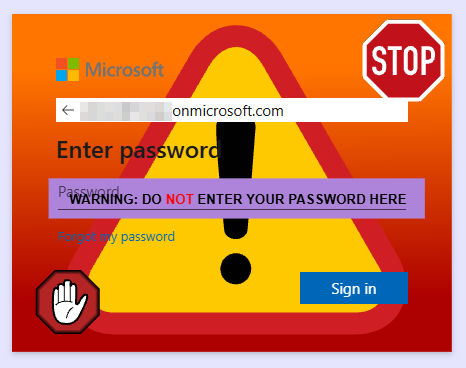 STOP
Microsoft
onmicrosoft.com
Enter password
Password
WARNING: DO NOT ENTER YOUR PASSWORD HERE
Forgot my password
Sign in